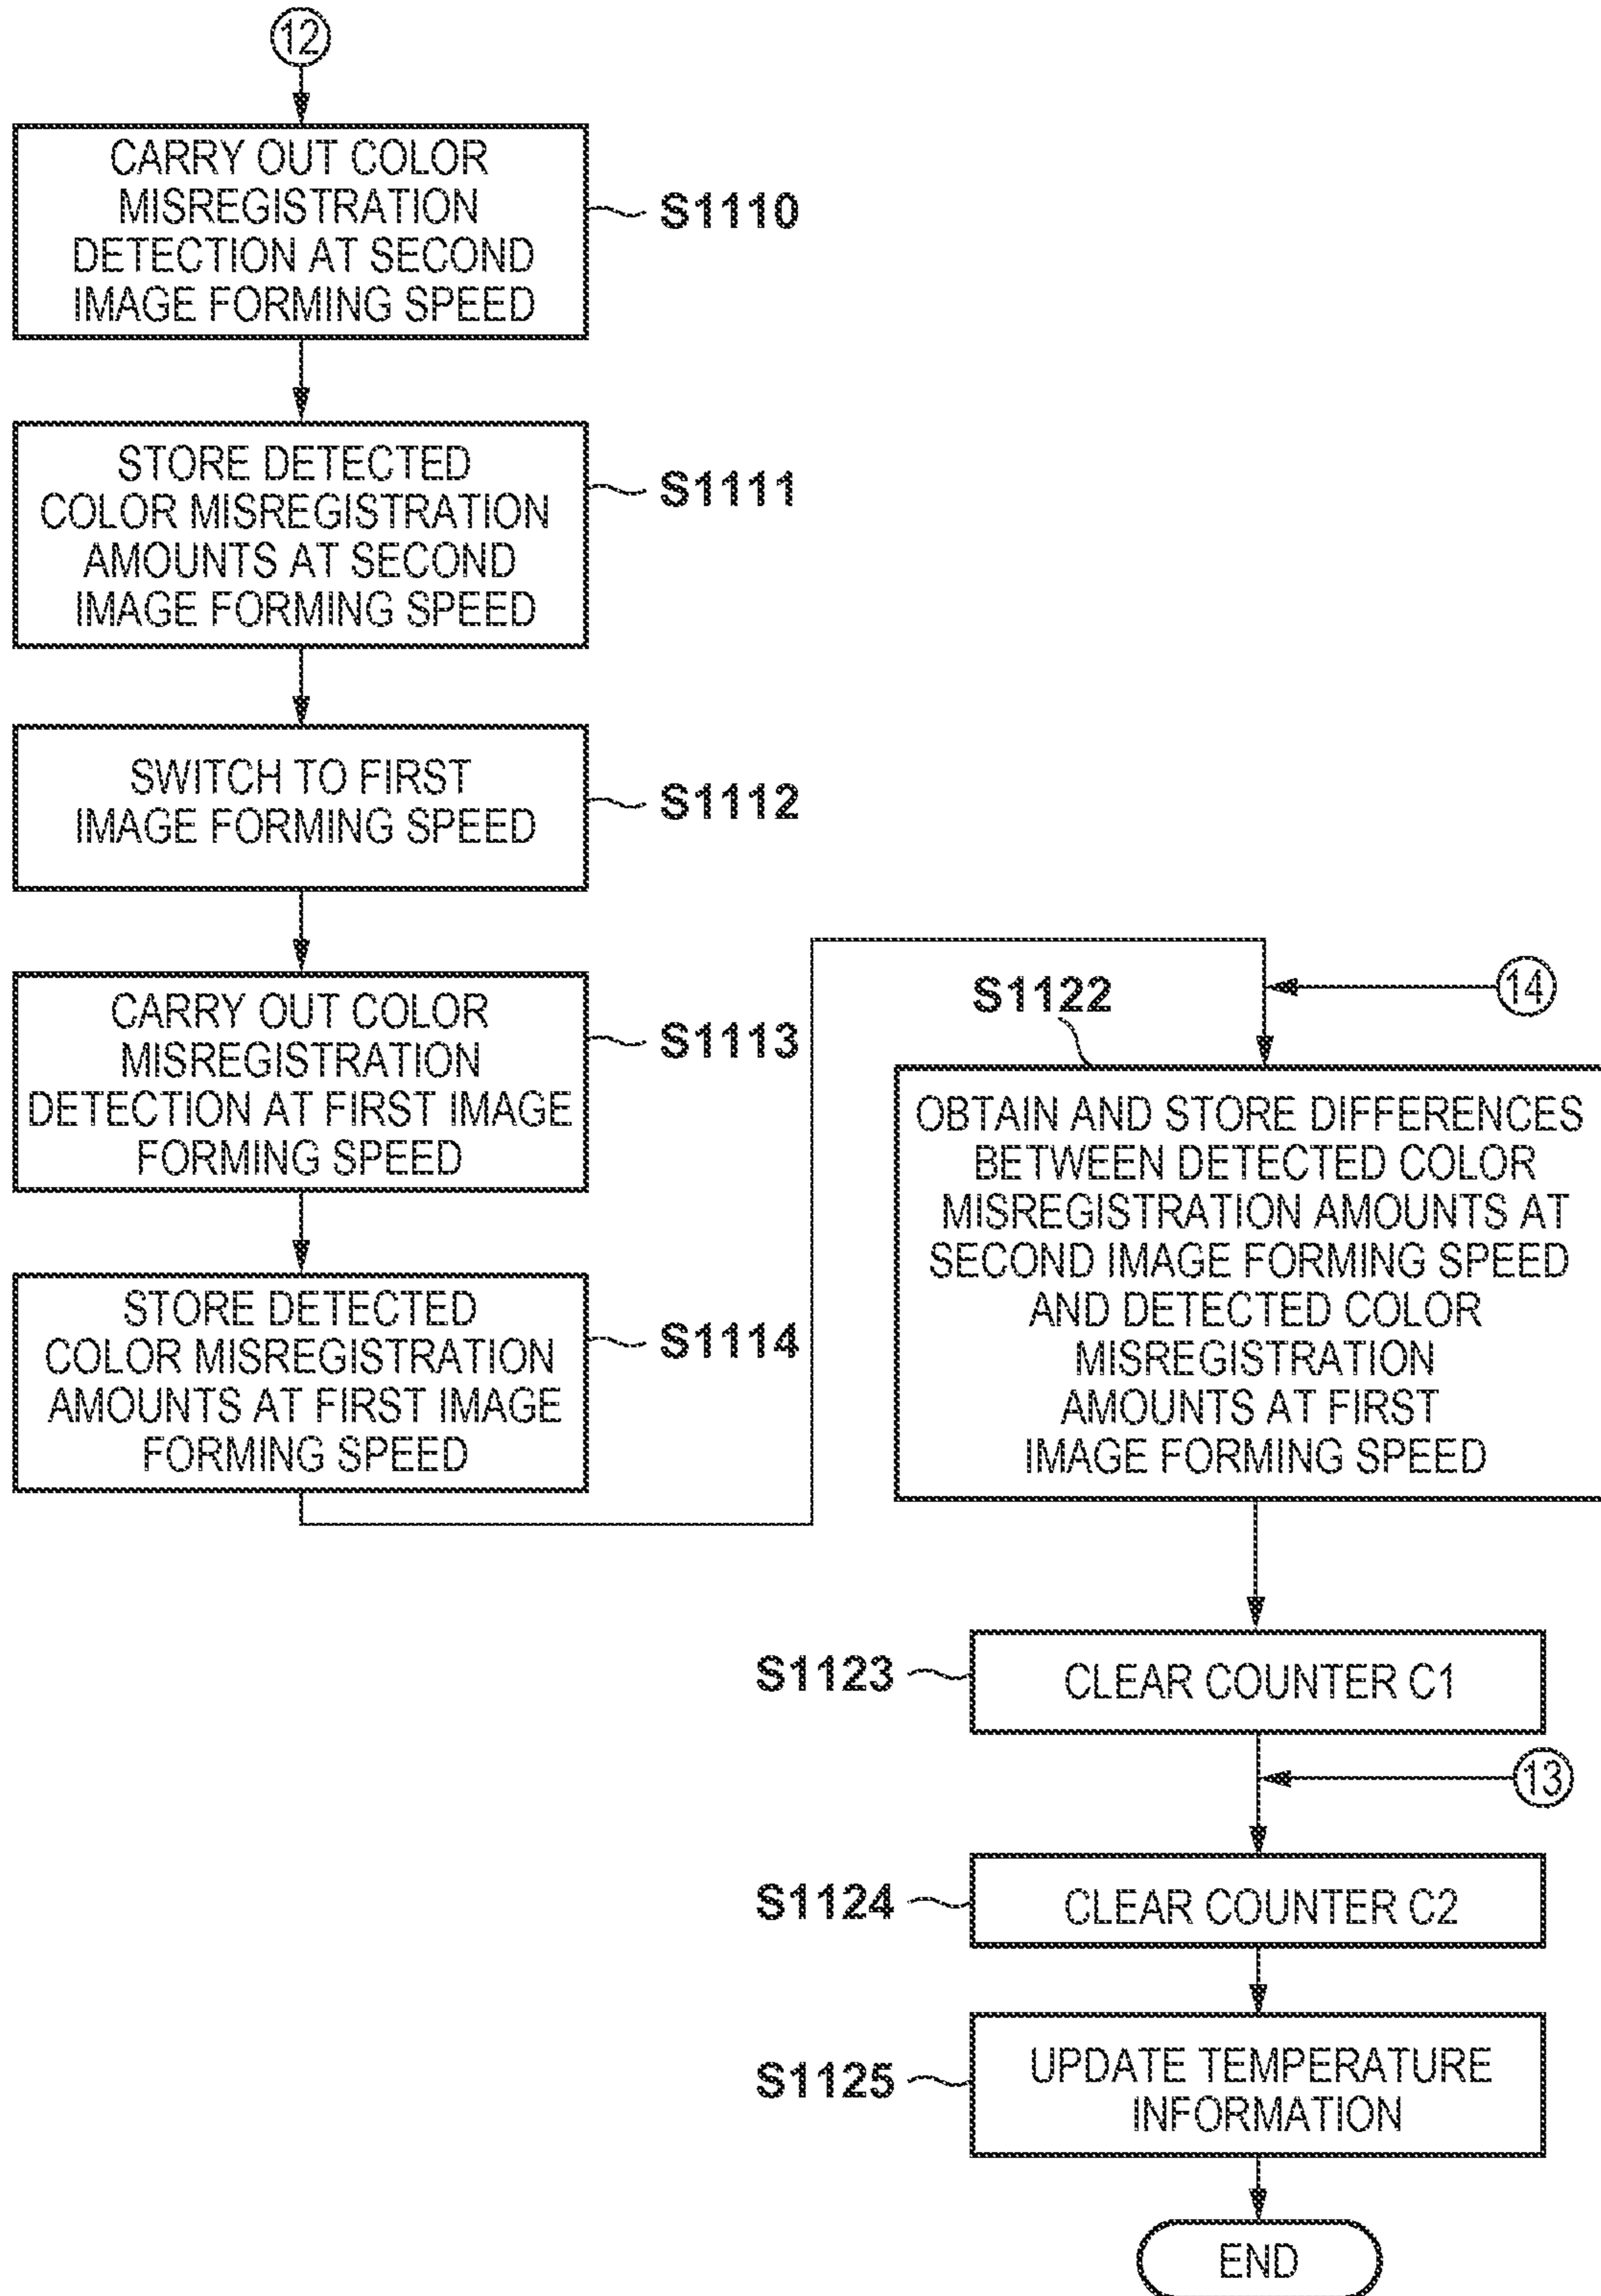 12
CARRY OUT COLOR
MISREGISTRATION
DETECTION AT SECOND
IMAGE FORMING SPEED
S1110
STORE DETECTED
COLOR MISREGISTRATION
AMOUNTS AT SECOND
IMAGE FORMING SPEED
S1111
SWITCH TO FIRST
IMAGE FORMING SPEED
S1112
CARRY OUT COLOR
MISREGISTRATION
DETECTION AT FIRST IMAGE
FORMING SPEED
S1113
STORE DETECTED
COLOR MISREGISTRATION
AMOUNTS AT FIRST IMAGE
FORMING SPEED
S1114
14
S1122
OBTAIN AND STORE DIFFERENCES
BETWEEN DETECTED COLOR
MISREGISTRATION AMOUNTS AT
SECOND IMAGE FORMING SPEED
AND DETECTED COLOR
MISREGISTRATION
AMOUNTS AT FIRST
IMAGE FORMING SPEED
S1123
CLEAR COUNTER C1
13
S1124
CLEAR COUNTER C2
S1125
UPDATE TEMPERATURE
INFORMATION
END